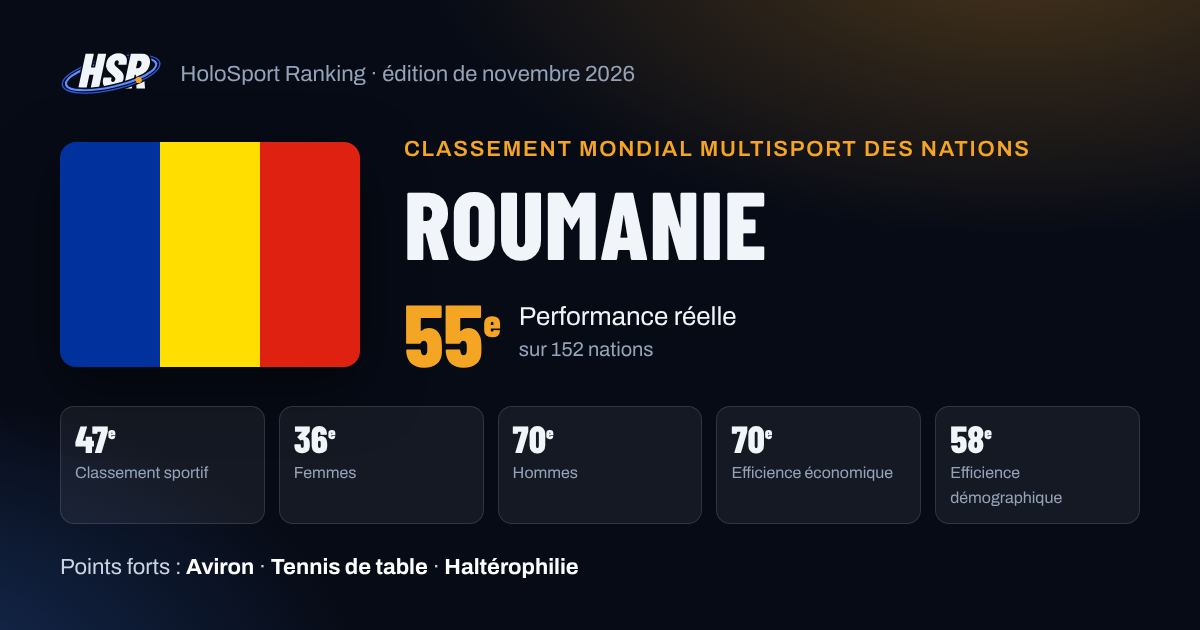 HSR
HoloSport Ranking · édition de novembre 2026
CLASSEMENT MONDIAL MULTISPORT DES NATIONS
ROUMANIE
55e
Performance réelle
sur 152 nations
47e
Classement sportif
36e
Femmes
70e
Hommes
70e
Efficience économique
58e
Efficience
démographique
Points forts : Aviron · Tennis de table · Haltérophilie